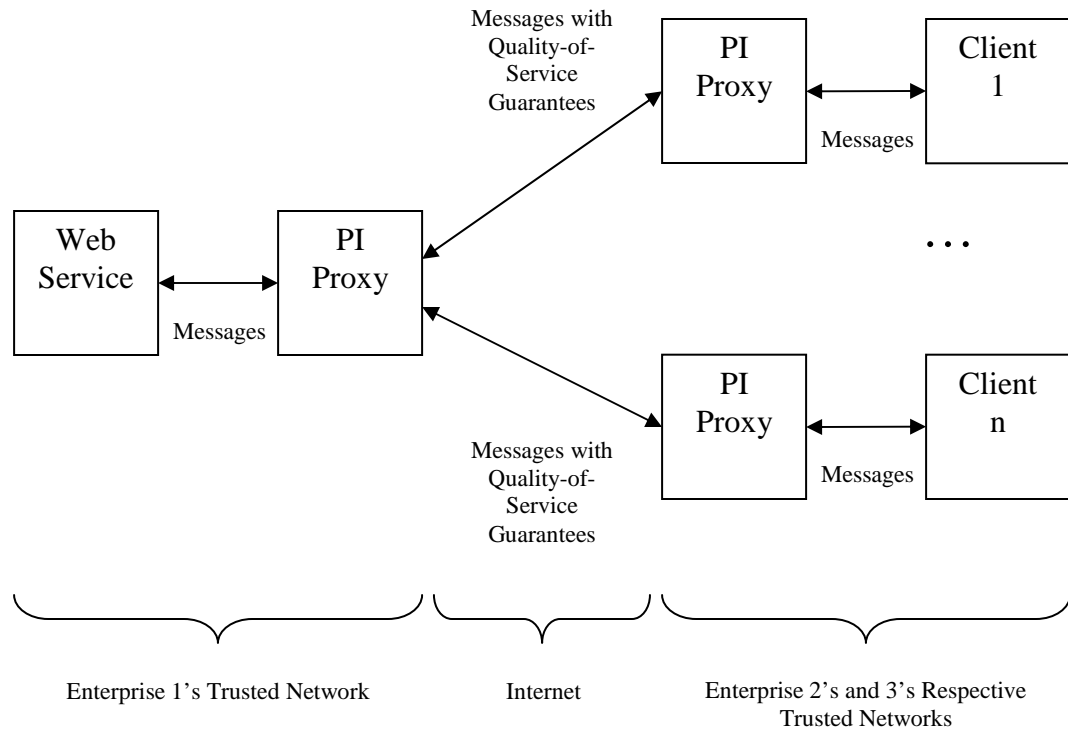 Messages with
Quality-of-
Service
Guarantees
PI
Proxy
Client
1
Messages
Web
Service
PI
Proxy
Messages
...
PI
Proxy
Client
n
Messages
Messages with
Quality-of-
Service
Guarantees
Enterprise 1’s Trusted Network
Internet
Enterprise 2’s and 3’s Respective
Trusted Networks